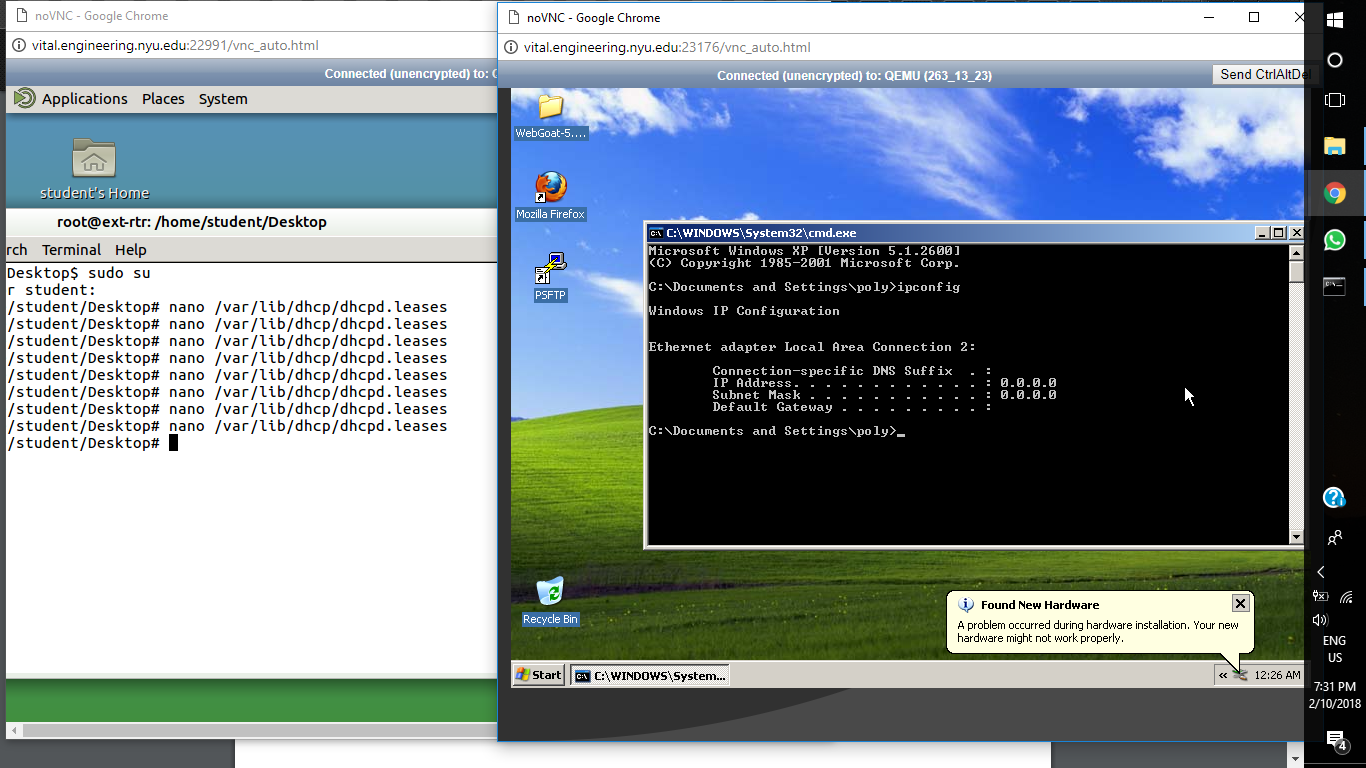 noVNC - Google Chrome
vital.engineering.nyu.edu:22991/vnc_auto.html
Connected (unencrypted) to: Q
Applications Places System
student's Home
root@ext-rtr: /home/student/Desktop
rch Terminal Help
Desktop$ sudo su
r student:
/student/Desktop# nano /var/lib/dhcp/dhcpd.leases
/student/Desktop# nano /var/lib/dhcp/dhcpd.leases
/student/Desktop# nano /var/lib/dhcp/dhcpd.leases
/student/Desktop# nano /var/lib/dhcp/dhcpd.leases
/student/Desktop# nano /var/lib/dhcp/dhcpd.leases
/student/Desktop# nano /var/lib/dhcp/dhcpd.leases
/student/Desktop# nano /var/lib/dhcp/dhcpd.leases
/student/Desktop# nano /var/lib/dhcp/dhcpd.leases
/student/Desktop#
noVNC - Google Chrome
vital.engineering.nyu.edu:23176/vnc_auto.html
Connected (unencrypted) to: QEMU (263_13_23)
Send CtrlAltDel
WebGoat-5....
Mozilla Firefox
PSFTP
Recycle Bin
C:\WINDOWS\System32\cmd.exe
Microsoft Windows XP [Version 5.1.2600]
(C) Copyright 1985-2001 Microsoft Corp.
C:\Documents and Settings\poly>ipconfig
Windows IP Configuration
Ethernet adapter Local Area Connection 2:
Connection-specific DNS Suffix . :
IP Address. . . . . . . . . . . . : 0.0.0.0
Subnet Mask . . . . . . . . . . . : 0.0.0.0
Default Gateway . . . . . . . . . :
C:\Documents and Settings\poly>_
Found New Hardware
A problem occurred during hardware installation. Your new
hardware might not work properly.
Start
C:\WINDOWS\System...
12:26 AM
ENG
US
7:31 PM
2/10/2018
4